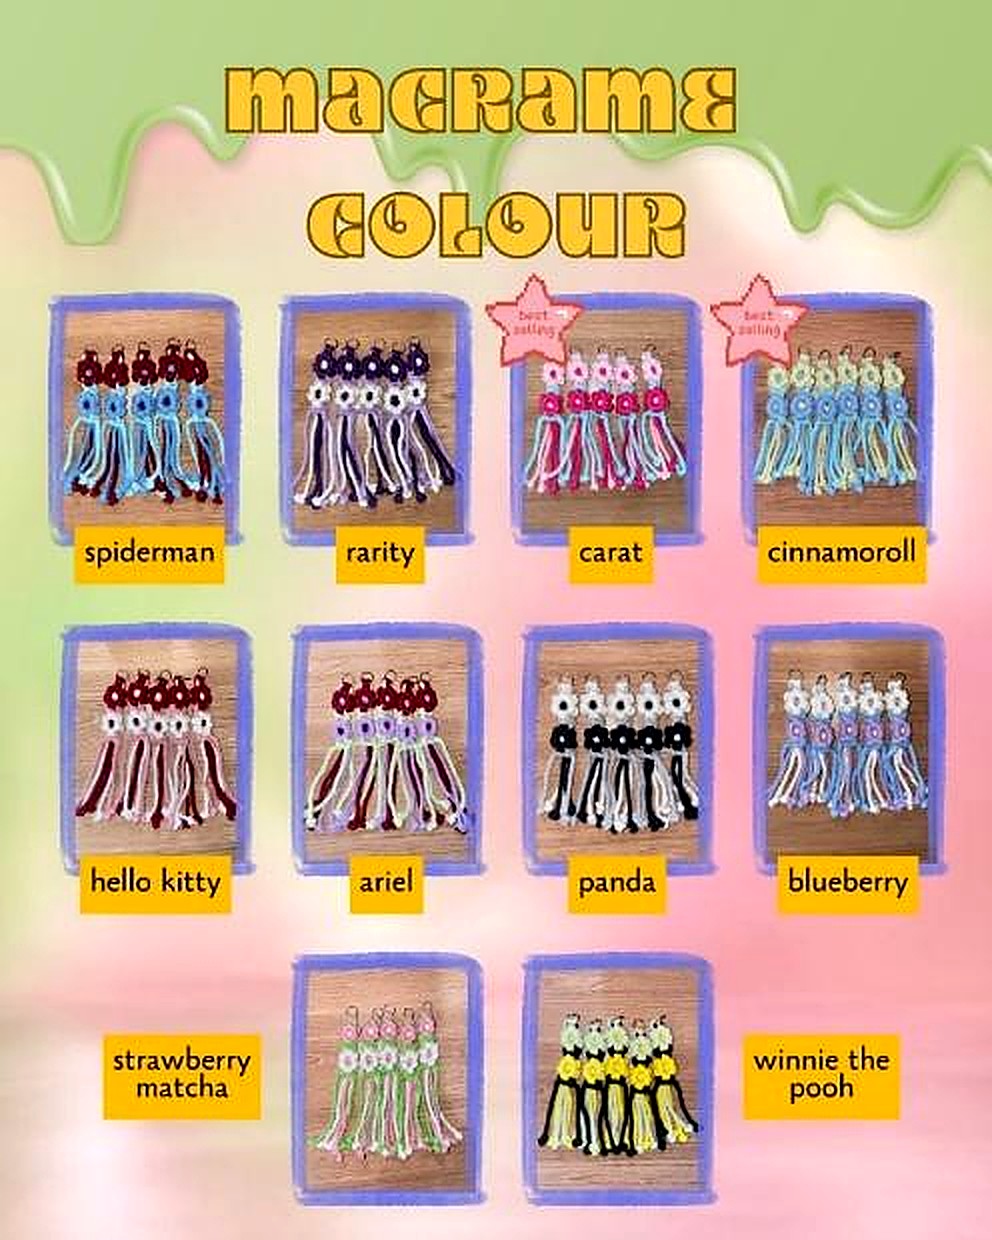 macrame
colour
best
selling
best
selling
spiderman
rarity
carat
cinnamoroll
hello kitty
ariel
panda
blueberry
strawberry
matcha
winnie the
pooh